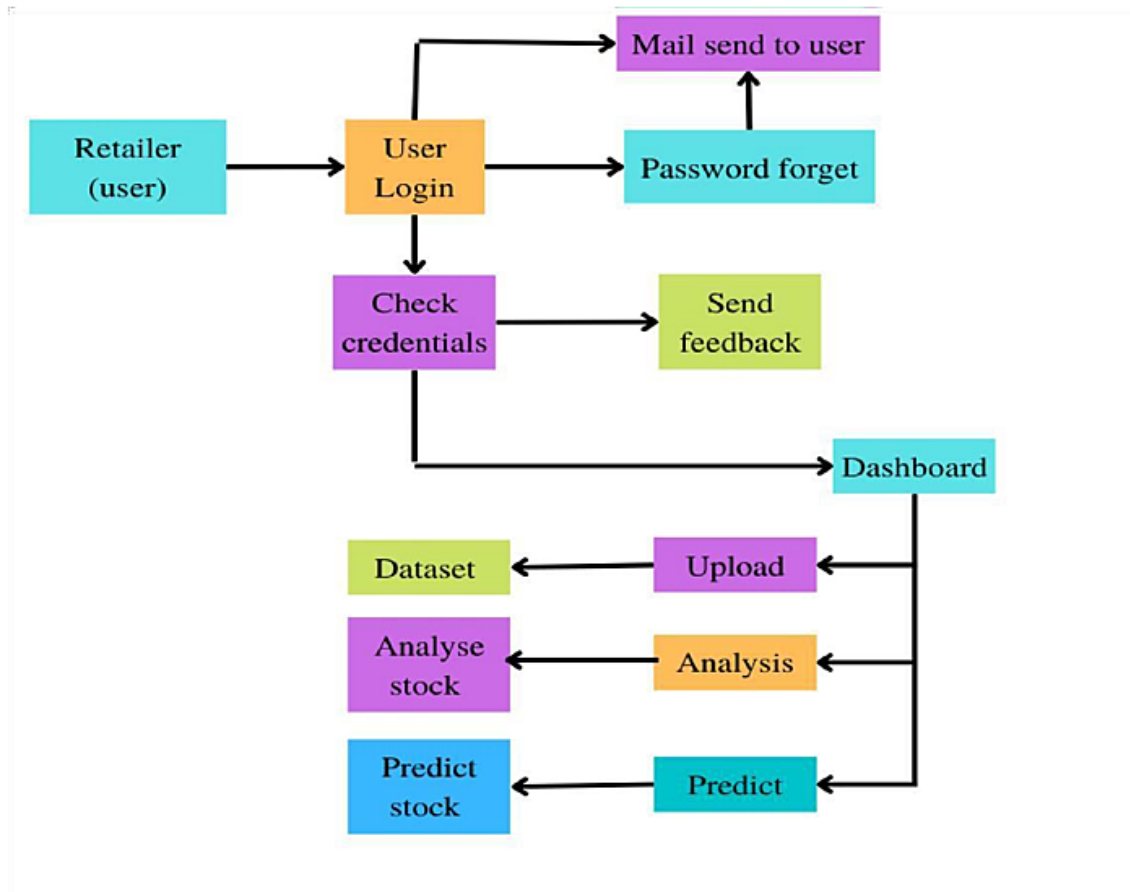 Mail send to user
Retailer
(user)
User
Login
Password forget
Check
credentials
Send
feedback
Dashboard
Dataset
Upload
Analyse
stock
Analysis
Predict
stock
Predict